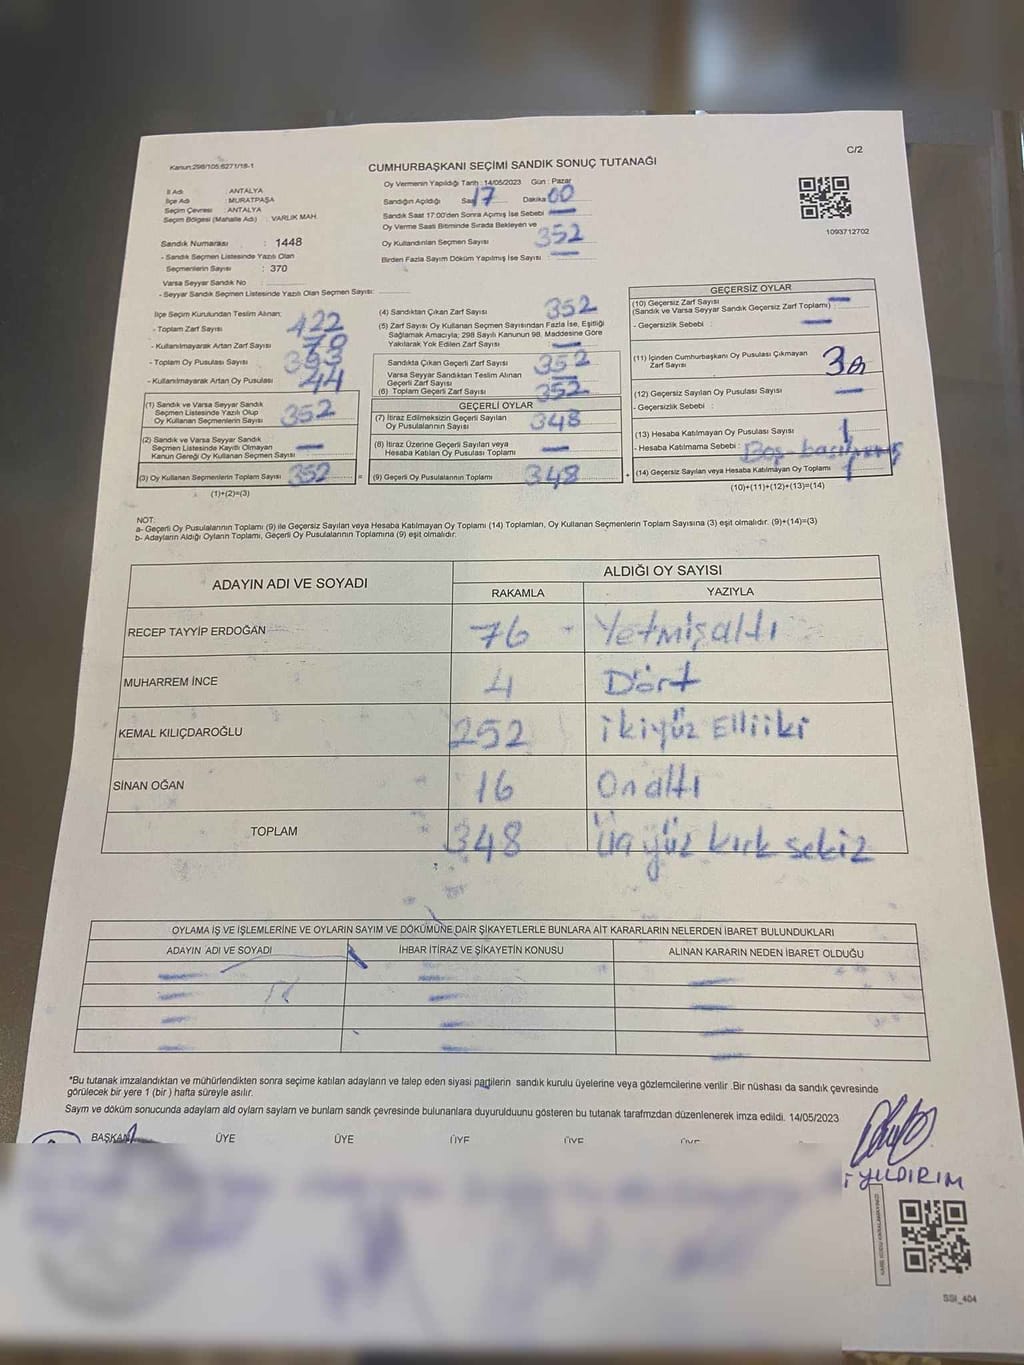 C/2
Kanun:298/105:6271/18-1
CUMHURBAŞKANI SEÇİMİ SANDIK SONUÇ TUTANAĞI
İl Adı : ANTALYA
İlçe Adı : MURATPAŞA
Seçim Çevresi : ANTALYA
Seçim Bölgesi (Mahalle Adı) : VARLIK MAH.
Sandık Numarası : 1448
- Sandık Seçmen Listesinde Yazılı Olan
Seçmenlerin Sayısı : 370
Varsa Seyyar Sandık No
- Seyyar Sandık Seçmen Listesinde Yazılı Olan Seçmen Sayısı:
Oy Vermenin Yapıldığı Tarih : 14/05/2023 Gün : Pazar
Sandığın Açıldığı Saat 17 Dakika 00
Sandık Saat 17:00'den Sonra Açılmış İse Sebebi
Oy Verme Saati Bitiminde Sırada Bekleyen ve
Oy Kullandırılan Seçmen Sayısı 352
Birden Fazla Sayım Döküm Yapılmış İse Sayısı :
1093712702
İlçe Seçim Kurulundan Teslim Alınan;
- Toplam Zarf Sayısı 422
- Kullanılmayarak Artan Zarf Sayısı 70
- Toplam Oy Pusulası Sayısı
- Kullanılmayarak Artan Oy Pusulası 44
(1) Sandık ve Varsa Seyyar Sandık
Seçmen Listesinde Yazılı Olup
Oy Kullanan Seçmenlerin Sayısı 352
(2) Sandık ve Varsa Seyyar Sandık
Seçmen Listesinde Kayıtlı Olmayan
Kanun Gereği Oy Kullanan Seçmen Sayısı
(3) Oy Kullanan Seçmenlerin Toplam Sayısı 352 =
(1)+(2)=(3)
(4) Sandıktan Çıkan Zarf Sayısı 352
(5) Zarf Sayısı Oy Kullanan Seçmen Sayısından Fazla İse, Eşitliği
Sağlamak Amacıyla; 298 Sayılı Kanunun 98. Maddesine Göre
Yakılarak Yok Edilen Zarf Sayısı
Sandıkta Çıkan Geçerli Zarf Sayısı 352
Varsa Seyyar Sandıktan Teslim Alınan
Geçerli Zarf Sayısı
(6) Toplam Geçerli Zarf Sayısı 352
GEÇERLİ OYLAR
(7) İtiraz Edilmeksizin Geçerli Sayılan
Oy Pusulalarının Sayısı 348
(8) İtiraz Üzerine Geçerli Sayılan veya
Hesaba Katılan Oy Pusulası Toplamı
(9) Geçerli Oy Pusulalarının Toplamı 348 +
GEÇERSİZ OYLAR
(10) Geçersiz Zarf Sayısı
(Sandık ve Varsa Seyyar Sandık Geçersiz Zarf Toplamı)
- Geçersizlik Sebebi :
(11) İçinden Cumhurbaşkanı Oy Pusulası Çıkmayan
Zarf Sayısı 3
(12) Geçersiz Sayılan Oy Pusulası Sayısı
- Geçersizlik Sebebi :
(13) Hesaba Katılmayan Oy Pusulası Sayısı 1
- Hesaba Katılmama Sebebi : Boş
(14) Geçersiz Sayılan veya Hesaba Katılmayan Oy Toplamı
(10)+(11)+(12)+(13)=(14)
NOT:
a- Geçerli Oy Pusulalarının Toplamı (9) ile Geçersiz Sayılan veya Hesaba Katılmayan Oy Toplamı (14) Toplamları, Oy Kullanan Seçmenlerin Toplam Sayısına (3) eşit olmalıdır. (9)+(14)=(3)
b- Adayların Aldığı Oyların Toplamı, Geçerli Oy Pusulalarının Toplamına (9) eşit olmalıdır.
ADAYIN ADI VE SOYADI
ALDIĞI OY SAYISI
RAKAMLA YAZIYLA
RECEP TAYYİP ERDOĞAN 76 - Yetmişaltı
MUHARREM İNCE 4 Dört
KEMAL KILIÇDAROĞLU 252 ikiyüz Elliiki
SİNAN OĞAN 16 Onaltı
TOPLAM 348 Üçyüz kırk sekiz
OYLAMA İŞ VE İŞLEMLERİNE VE OYLARIN SAYIM VE DÖKÜMÜNE DAİR ŞİKAYETLERLE BUNLARA AİT KARARLARIN NELERDEN İBARET BULUNDUKLARI
ADAYIN ADI VE SOYADI İHBAR İTİRAZ VE ŞİKAYETİN KONUSU ALINAN KARARIN NEDEN İBARET OLDUĞU
*Bu tutanak imzalandıktan ve mühürlendikten sonra seçime katılan adayların ve talep eden siyasi partilerin sandık kurulu üyelerine veya gözlemcilerine verilir .Bir nüshası da sandık çevresinde
görülecek bir yere 1 (bir ) hafta süreyle asılır.
Sayım ve döküm sonucunda adaylarn ald oyların saylarn ve bunlarn sandk çevresinde bulunanlara duyurulduunu gösteren bu tutanak tarafmzdan düzenlenerek imza edildi. 14/05/2023
BAŞKAN ÜYE ÜYE ÜYE ÜYE ÜYE
İ YILDIRIM
SSI_404